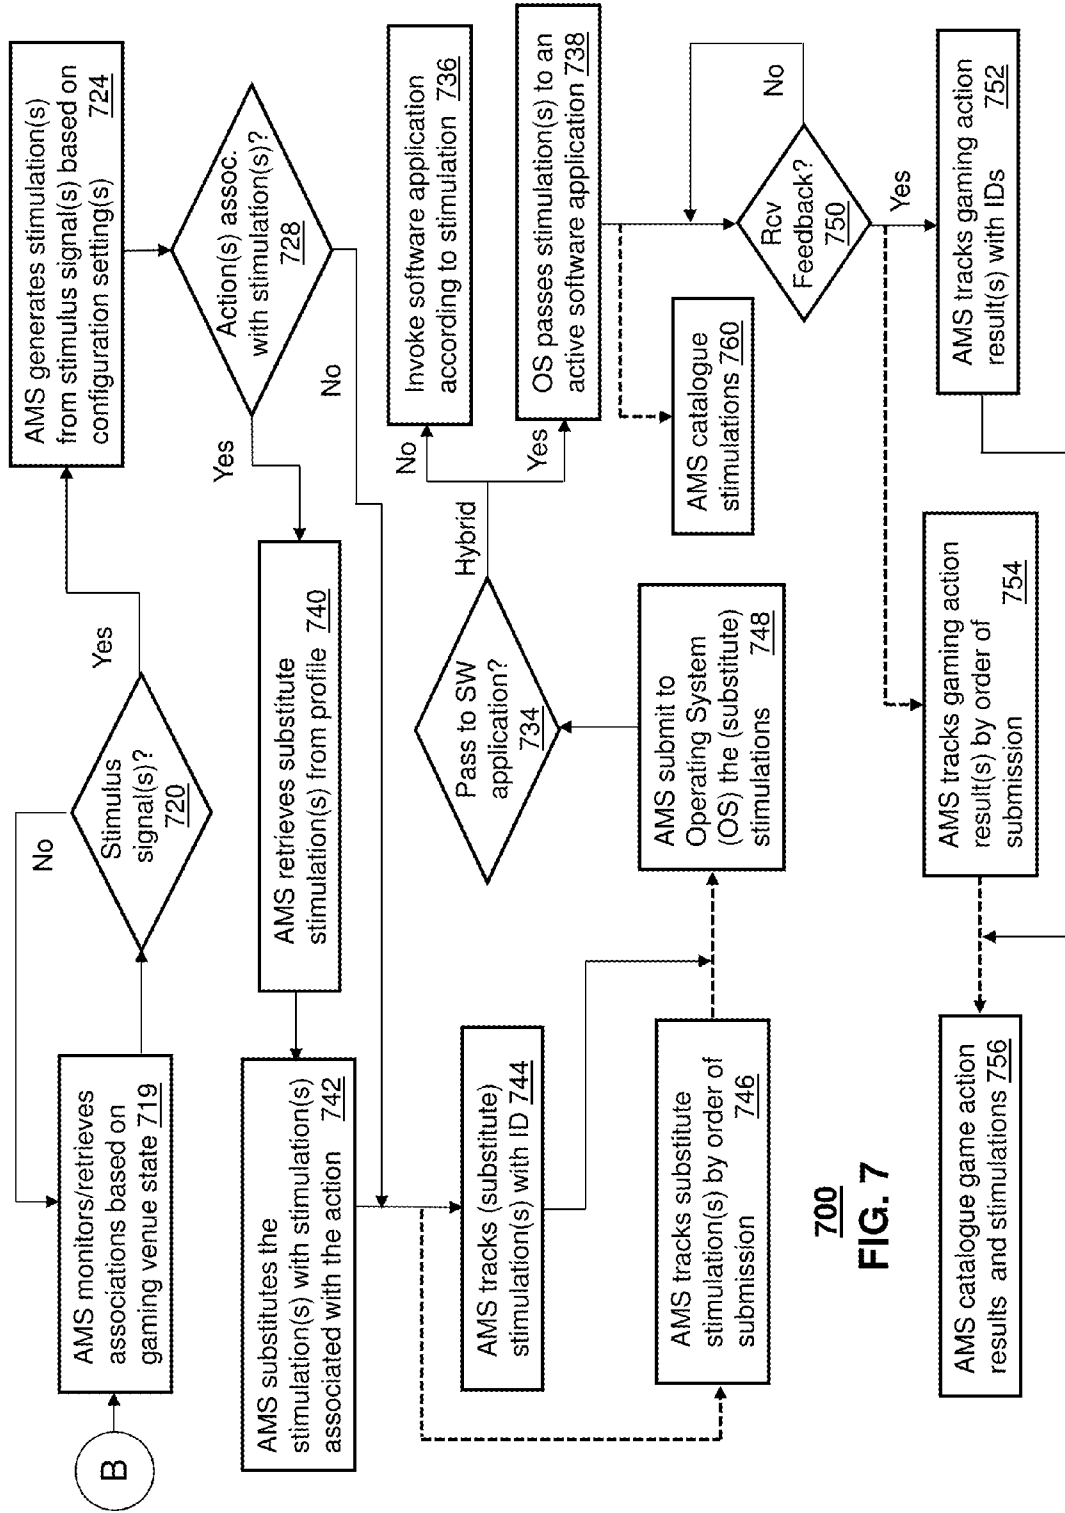 B
AMS monitors/retrieves
associations based on
gaming venue state 719
No
Stimulus
signal(s)?
720
Yes
AMS generates stimulation(s)
from stimulus signal(s) based on
configuration setting(s) 724
Action(s) assoc.
with stimulation(s)?
728
Yes
No
AMS retrieves substitute
stimulation(s) from profile 740
AMS substitutes the
stimulation(s) with stimulation(s)
associated with the action 742
AMS tracks (substitute)
stimulation(s) with ID 744
AMS tracks substitute
stimulation(s) by order of
submission 746
AMS submit to
Operating System
(OS) the (substitute)
stimulations 748
Pass to SW
application?
734
Hybrid
No
Yes
Invoke software application
according to stimulation 736
OS passes stimulation(s) to an
active software application 738
AMS catalogue
stimulations 760
Rcv
Feedback?
750
No
Yes
AMS tracks gaming action
result(s) with IDs 752
AMS tracks gaming action
result(s) by order of
submission 754
AMS catalogue game action
results and stimulations 756
700
FIG. 7